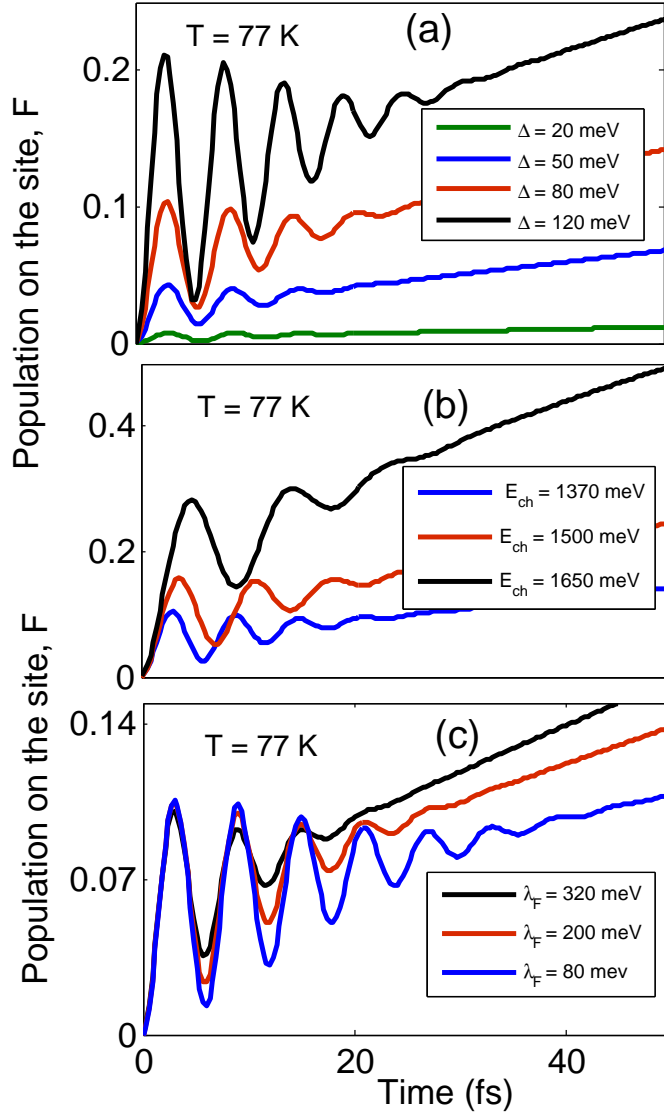 T = 77 K
(a)
0.2
0.1
0
Δ = 20 meV
Δ = 50 meV
Δ = 80 meV
Δ = 120 meV
Population on the site, F
T = 77 K
(b)
0.4
0.2
0
E_ch = 1370 meV
E_ch = 1500 meV
E_ch = 1650 meV
Population on the site, F
T = 77 K
(c)
0.14
0.07
0
λ_F = 320 meV
λ_F = 200 meV
λ_F = 80 mev
0 20 40
Time (fs)